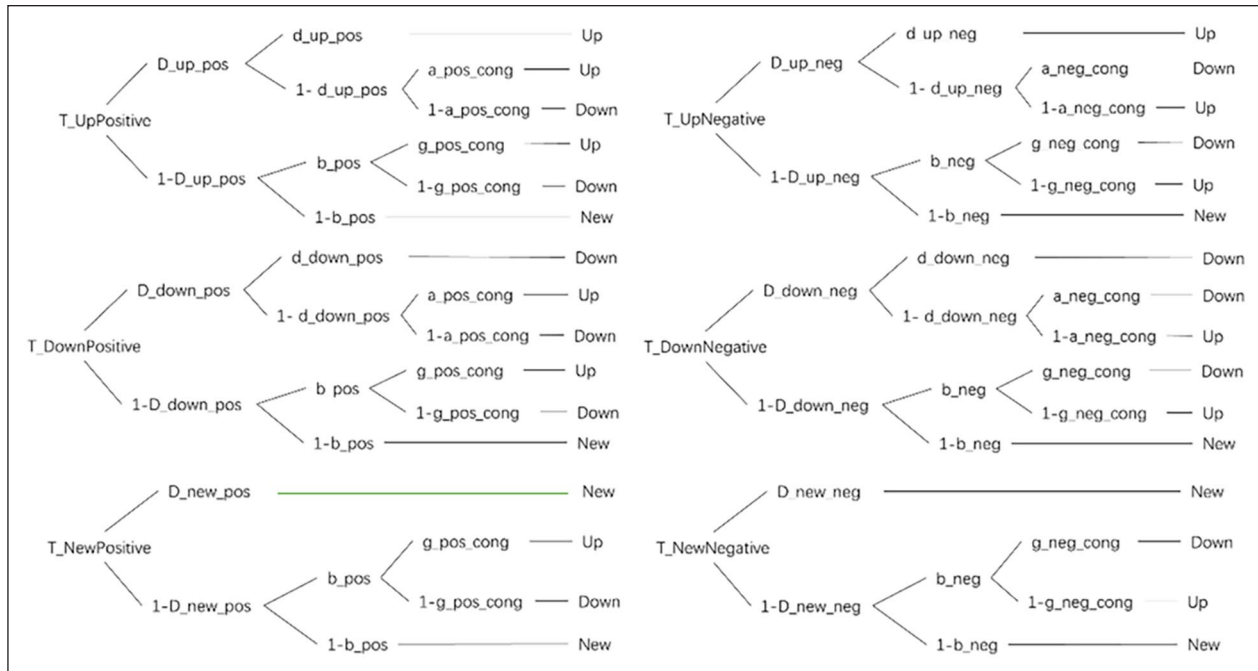 d_up_pos Up
D_up_pos
a_pos_cong Up
1- d_up_pos
1-a_pos_cong Down
T_UpPositive
g_pos_cong Up
b_pos
1-D_up_pos
1-g_pos_cong Down
1-b_pos New
d_down_pos Down
D_down_pos
a_pos_cong Up
1- d_down_pos
1-a_pos_cong Down
T_DownPositive
g_pos_cong Up
b_pos
1-D_down_pos
1-g_pos_cong Down
1-b_pos New
D_new_pos New
g_pos_cong Up
T_NewPositive
b_pos
1-g_pos_cong Down
1-D_new_pos
1-b_pos New
d_up_neg Up
D_up_neg
a_neg_cong Down
1- d_up_neg
1-a_neg_cong Up
T_UpNegative
g_neg_cong Down
b_neg
1-D_up_neg
1-g_neg_cong Up
1-b_neg New
d_down_neg Down
D_down_neg
a_neg_cong Down
1- d_down_neg
1-a_neg_cong Up
T_DownNegative
g_neg_cong Down
b_neg
1-D_down_neg
1-g_neg_cong Up
1-b_neg New
D_new_neg New
g_neg_cong Down
T_NewNegative
b_neg
1-g_neg_cong Up
1-D_new_neg
1-b_neg New